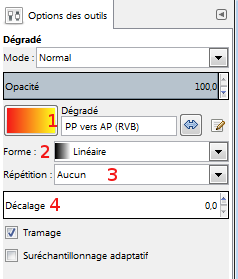 Options des outils
Dégradé
Mode : Normal
Opacité 100,0
1 Dégradé
PP vers AP (RVB)
Forme : 2 Linéaire
Répétition : Aucun 3
Décalage 4 0,0
Tramage
Suréchantillonnage adaptatif